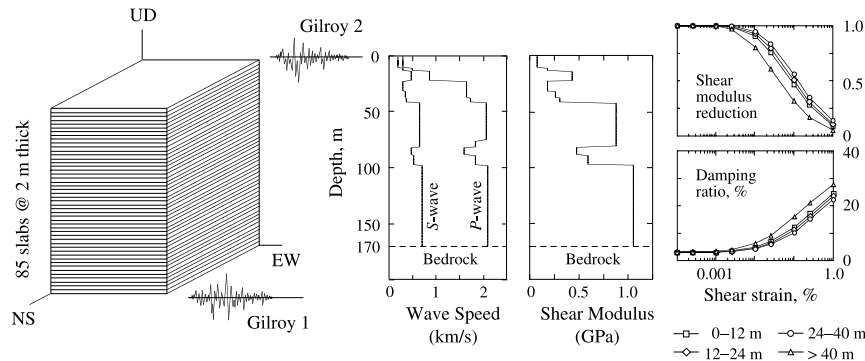 UD
Gilroy 2
85 slabs @ 2 m thick
NS
EW
Gilroy 1
Depth, m
0
50
100
150
170
S-wave
P-wave
Bedrock
0 1 2
Wave Speed
(km/s)
Bedrock
0 0.5 1.0
Shear Modulus
(GPa)
1.0
0.5
0
Shear
modulus
reduction
40
20
0
Damping
ratio, %
0.001 0.1 1.0
Shear strain, %
0–12 m
24–40 m
12–24 m
> 40 m